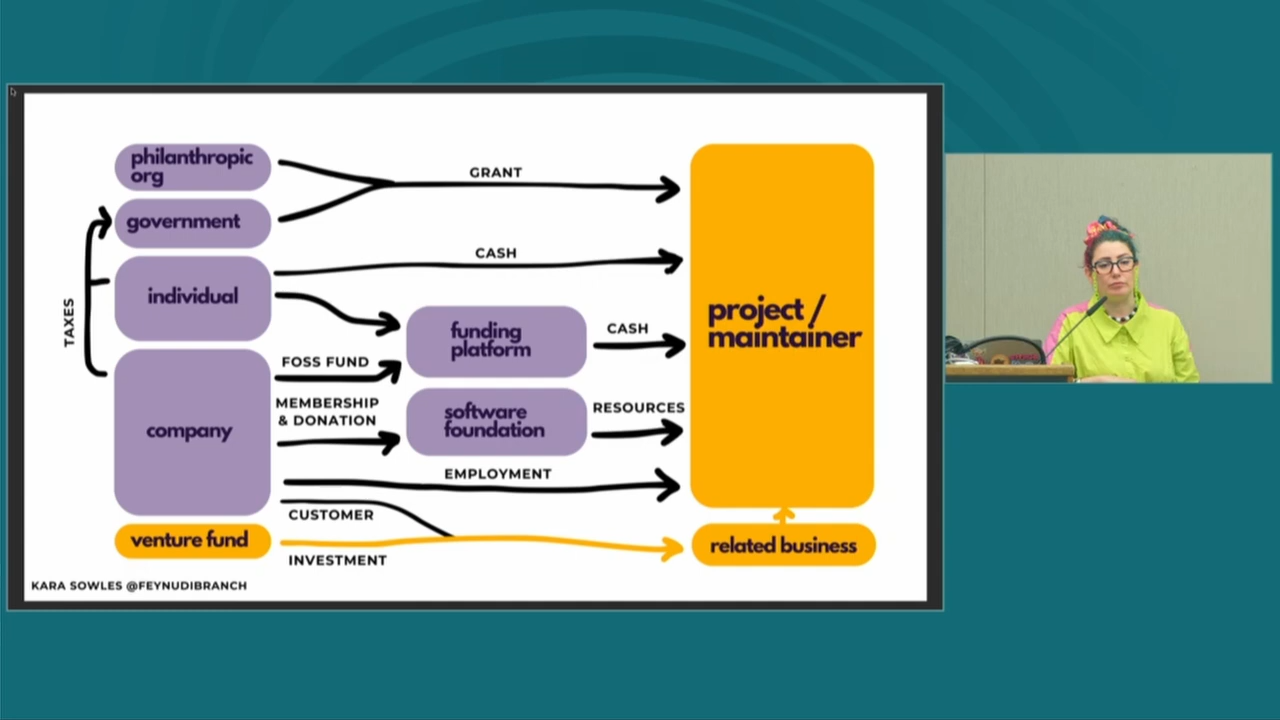 philanthropic
org
government
individual
company
venture fund
TAXES
GRANT
CASH
FOSS FUND
MEMBERSHIP
& DONATION
funding
platform
software
foundation
CASH
RESOURCES
EMPLOYMENT
CUSTOMER
INVESTMENT
project /
maintainer
related business
KARA SOWLES @FEYNUDIBRANCH